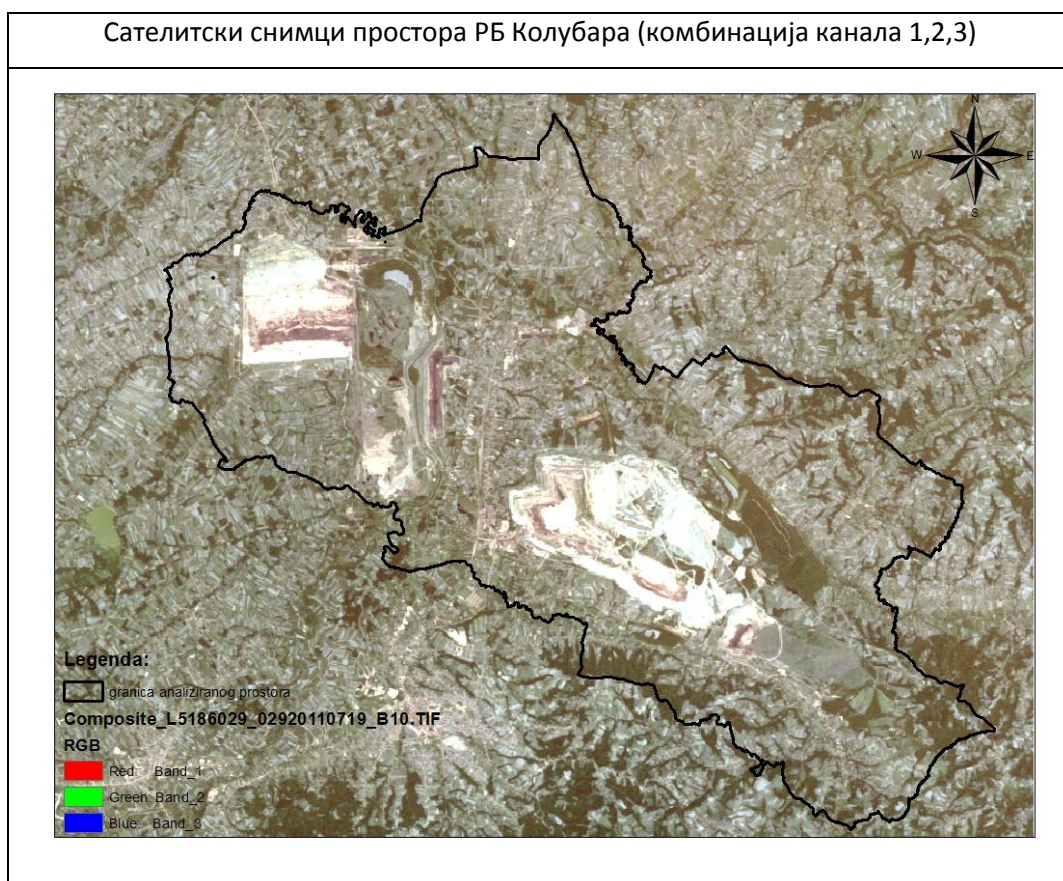 Сателитски снимци простора РБ Колубара (комбинација канала 1,2,3)
N
W
E
S
Legenda:
granica analiziranog prostora
Composite_L5186029_02920110719_B10.TIF
RGB
Red: Band_1
Green: Band_2
Blue: Band_3